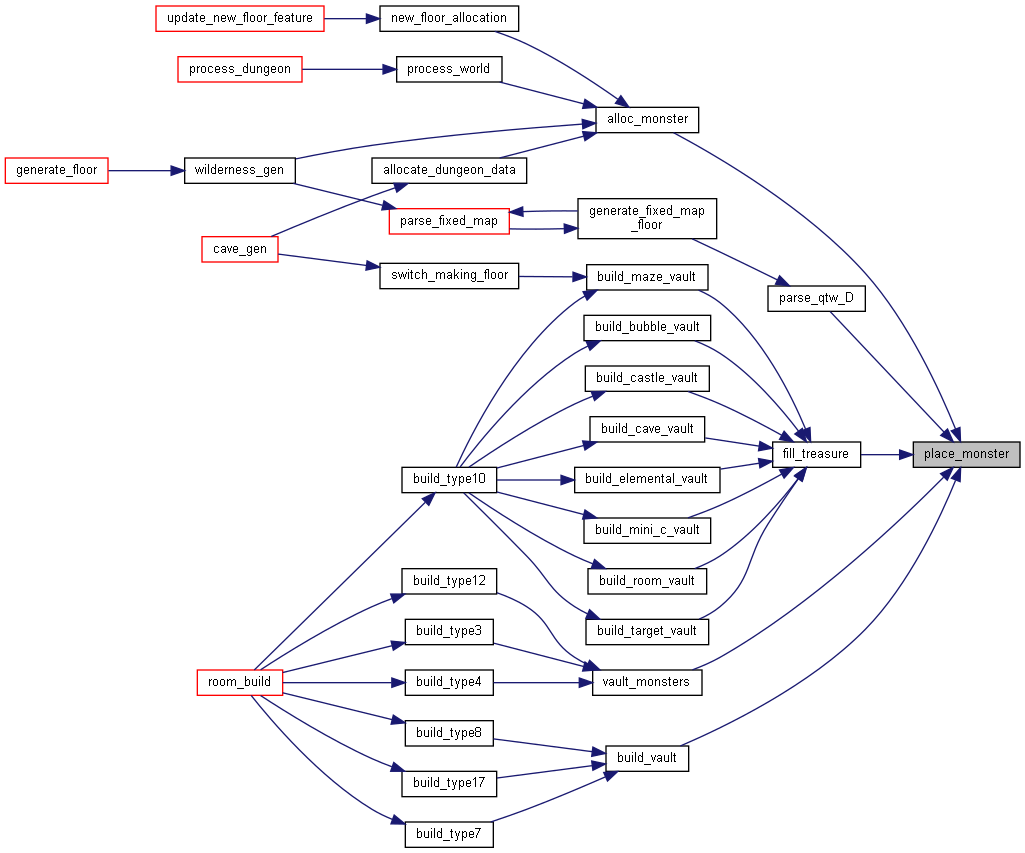 update_new_floor_feature
new_floor_allocation
process_dungeon
process_world
alloc_monster
generate_floor
wilderness_gen
allocate_dungeon_data
parse_fixed_map
generate_fixed_map
_floor
cave_gen
switch_making_floor
build_maze_vault
parse_qtw_D
build_bubble_vault
build_castle_vault
build_cave_vault
fill_treasure
place_monster
build_type10
build_elemental_vault
build_mini_c_vault
build_room_vault
build_type12
build_type3
build_target_vault
room_build
build_type4
vault_monsters
build_type8
build_vault
build_type17
build_type7